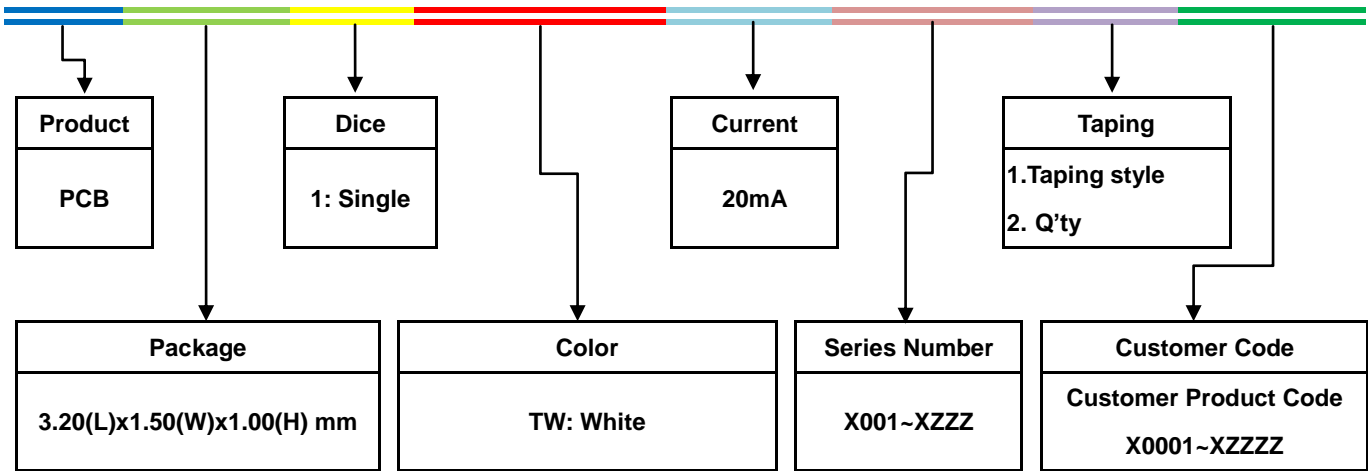 Product
PCB
Dice
1: Single
Current
20mA
Taping
1.Taping style
2. Q’ty
Package
3.20(L)x1.50(W)x1.00(H) mm
Color
TW: White
Series Number
X001~XZZZ
Customer Code
Customer Product Code
X0001~XZZZZ